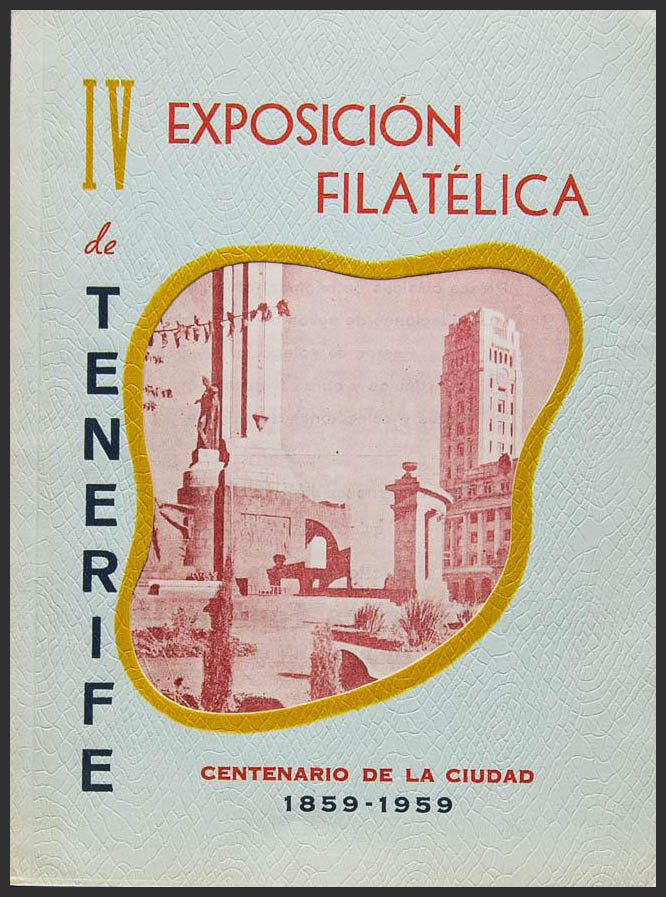 IV EXPOSICIÓN
FILATÉLICA
de
TENERIFE
CENTENARIO DE LA CIUDAD
1859-1959